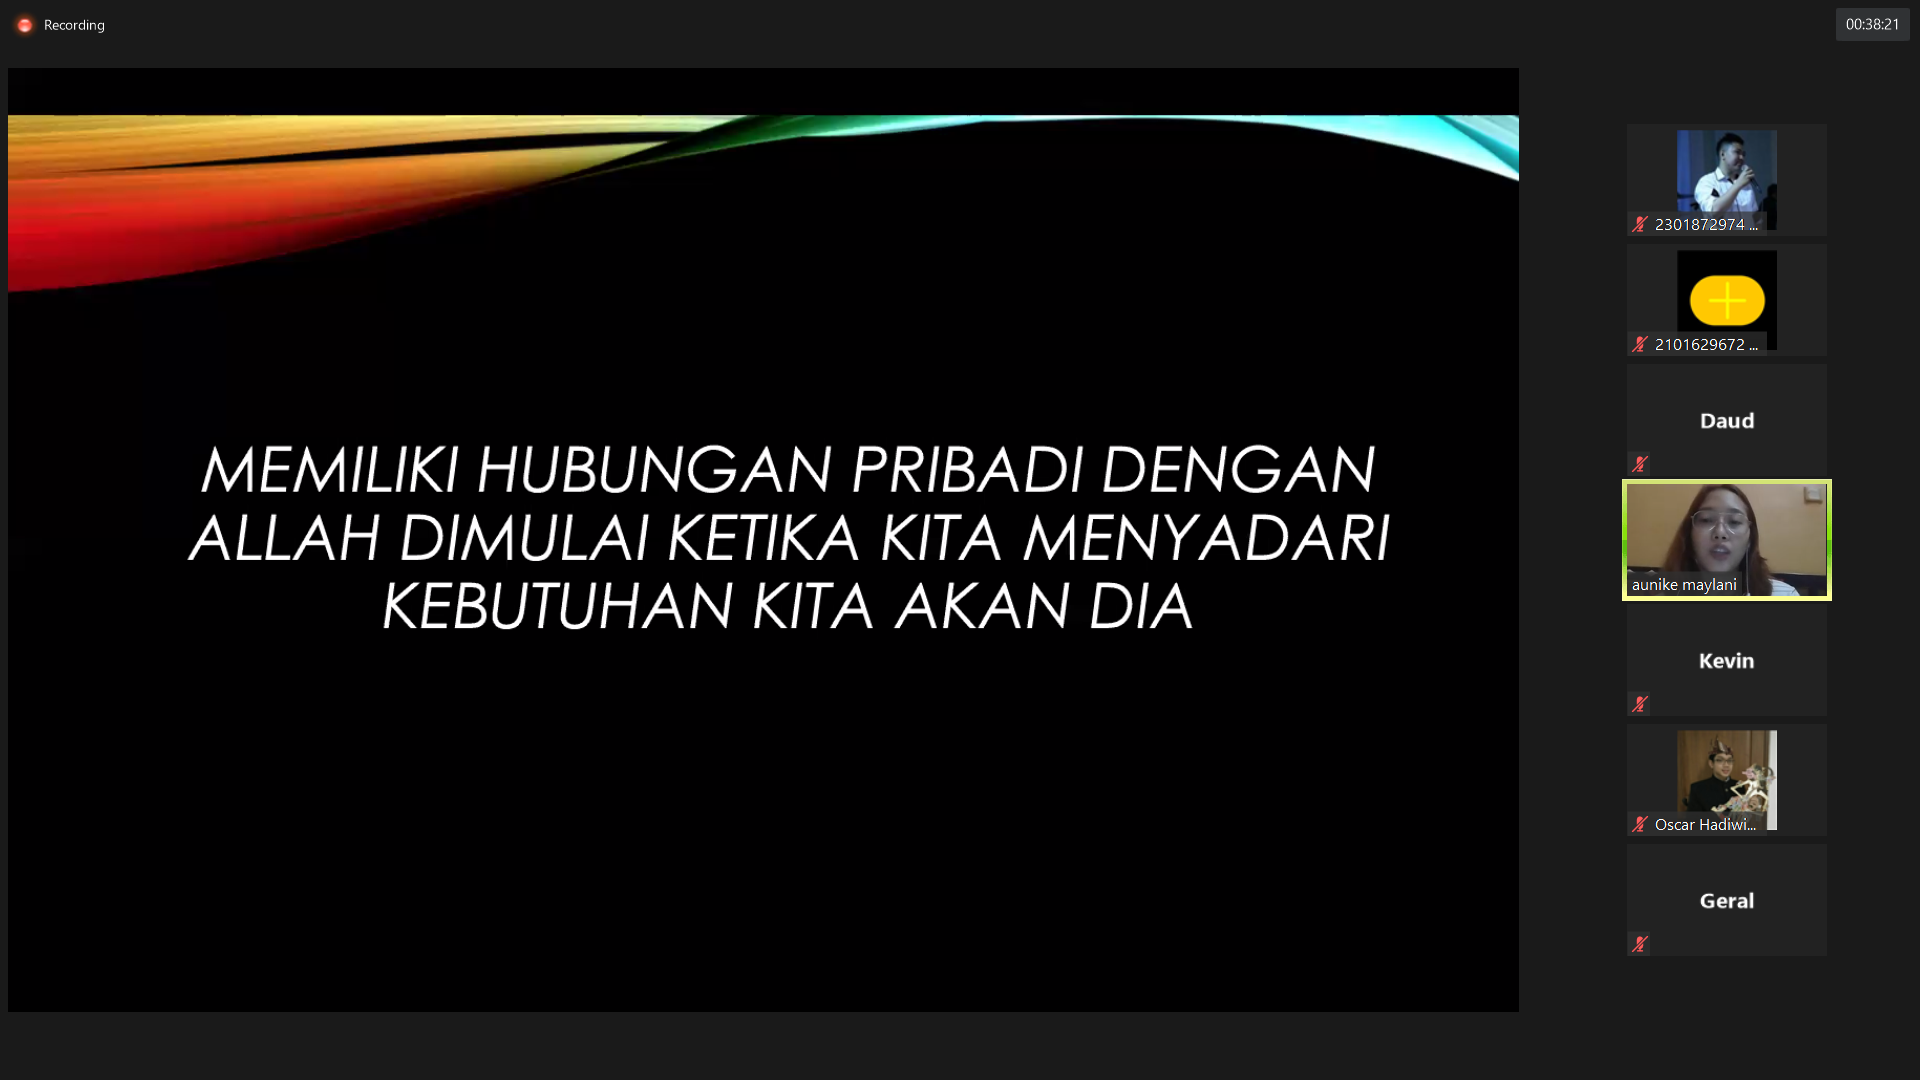 Recording
00:38:21
MEMILIKI HUBUNGAN PRIBADI DENGAN
ALLAH DIMULAI KETIKA KITA MENYADARI
KEBUTUHAN KITA AKAN DIA
2301872974 ...
2101629672 ...
Daud
aunike maylani
Kevin
Oscar Hadiwi...
Geral